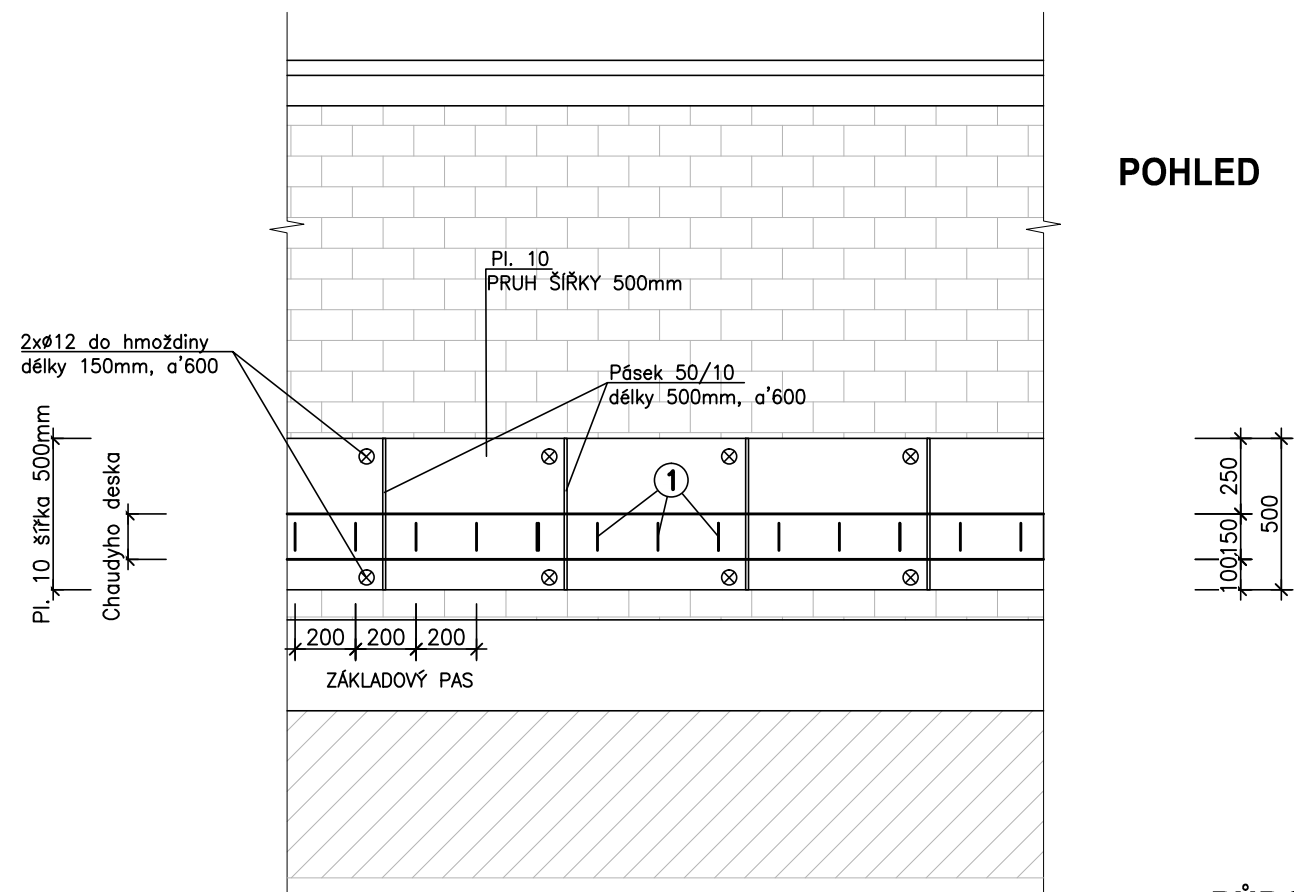 POHLED
Pl. 10
PRUH ŠÍŘKY 500mm
2xø12 do hmoždiny
délky 150mm, a'600
Pásek 50/10
délky 500mm, a'600
Pl. 10 šířka 500mm
Chaudyho deska
1
250
150
100
500
200 200 200
ZÁKLADOVÝ PAS